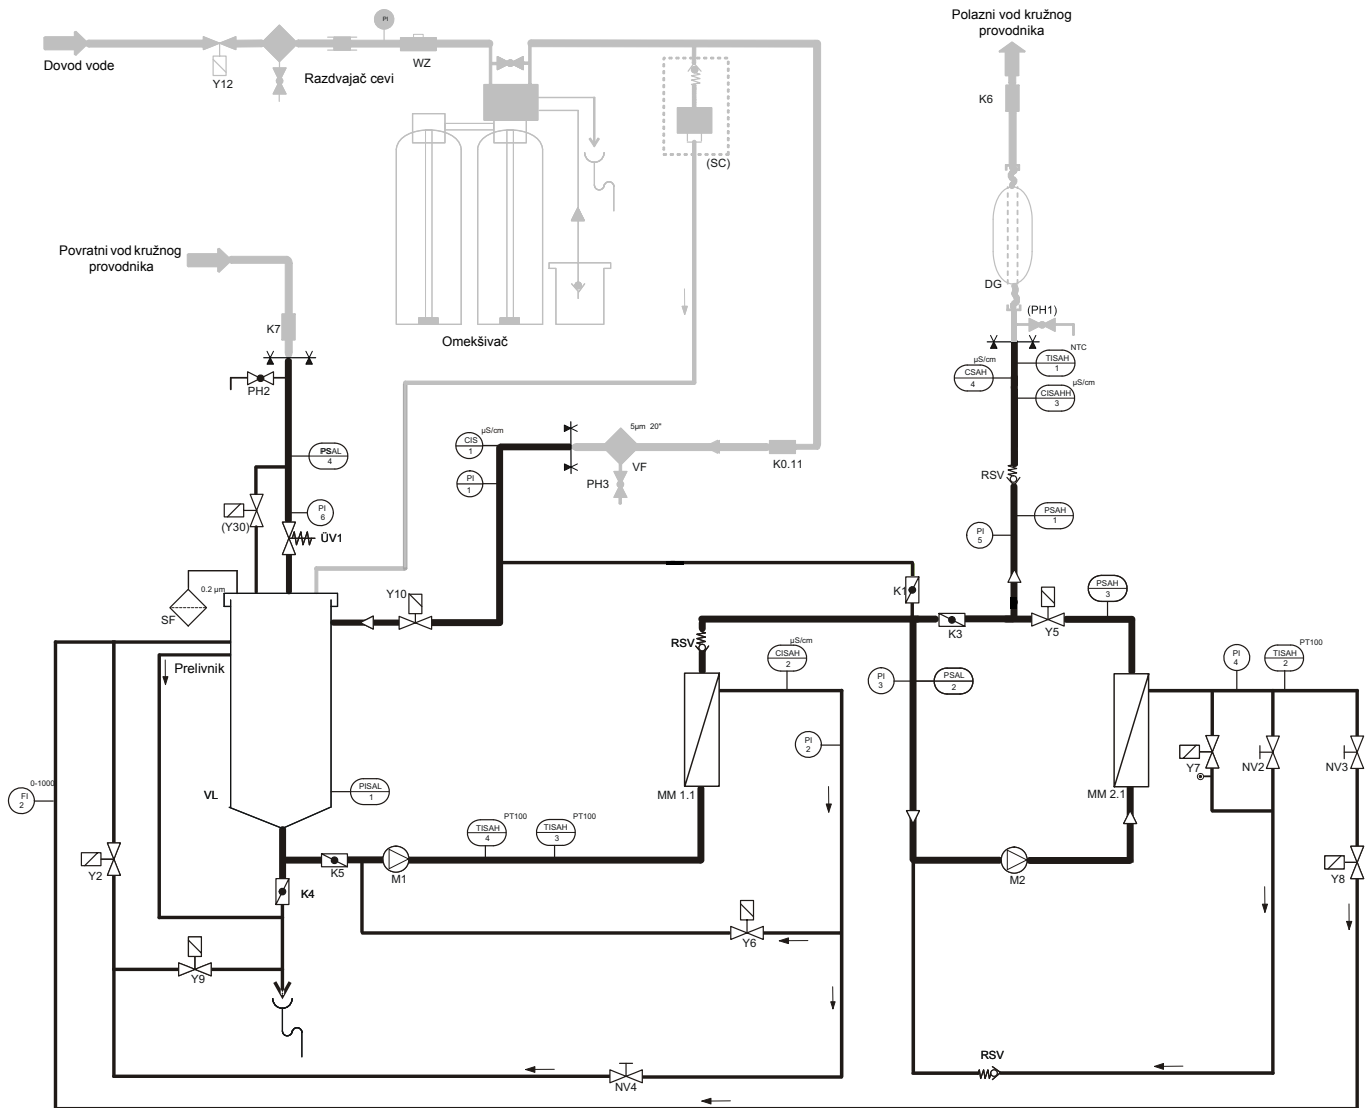 Polazni vod kružnog
provodnika
PI
Dovod vode
Y12
Razdvajač cevi
WZ
K6
(SC)
Povratni vod kružnog
provodnika
DG
(PH1)
K7
Omekšivač
NTC
µS/cm
TISAH
1
CSAH
4
µS/cm
CISAHH
3
PH2
5µm 20"
µS/cm
CIS
1
PSAL
4
VF
K0.11
PI
1
PH3
RSV
(Y30)
PI
6
ÜV1
PSAH
1
PI
5
0.2 µm
SF
Y10
K1
PSAH
3
K3
Y5
RSV
µS/cm
CISAH
2
Prelivnik
PI
3
PSAL
2
PI
4
PT100
TISAH
2
PI
2
Y7
NV2
NV3
0-1000
FI
2
VL
PISAL
1
MM 1.1
MM 2.1
PT100
TISAH
4
PT100
TISAH
3
Y2
K5
M1
M2
Y8
K4
Y6
Y9
RSV
NV4